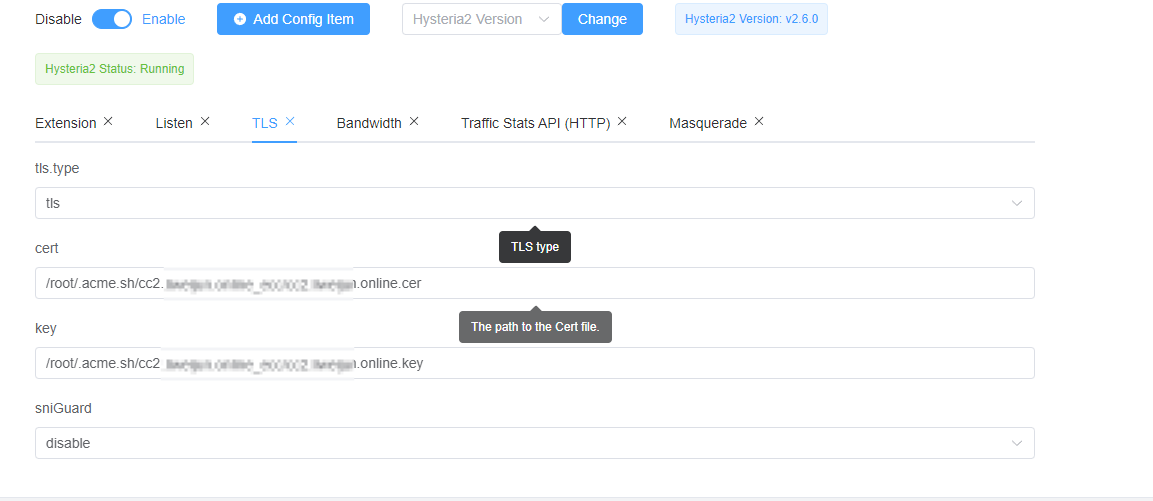 Disable Enable Add Config Item Hysteria2 Version Change Hysteria2 Version: v2.6.0
Hysteria2 Status: Running
Extension Listen TLS Bandwidth Traffic Stats API (HTTP) Masquerade
tls.type
tls
TLS type
cert
/root/.acme.sh/cc2. .online.cer
The path to the Cert file.
key
/root/.acme.sh/cc2. .online.key
sniGuard
disable